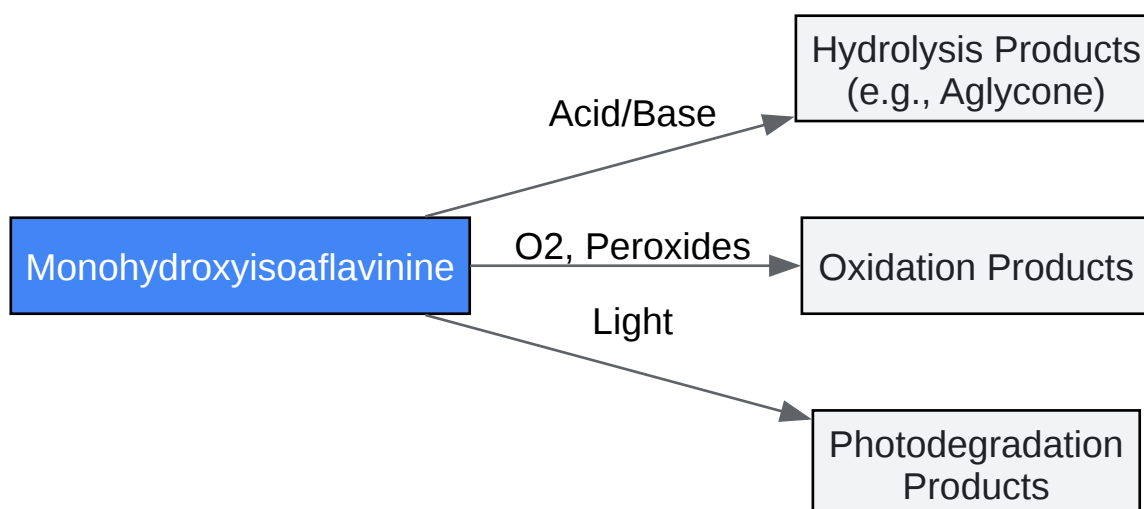 Hydrolysis Products
(e.g., Aglycone)
Acid/Base
Monohydroxyisoaflavinine
O2, Peroxides
Oxidation Products
Light
Photodegradation
Products